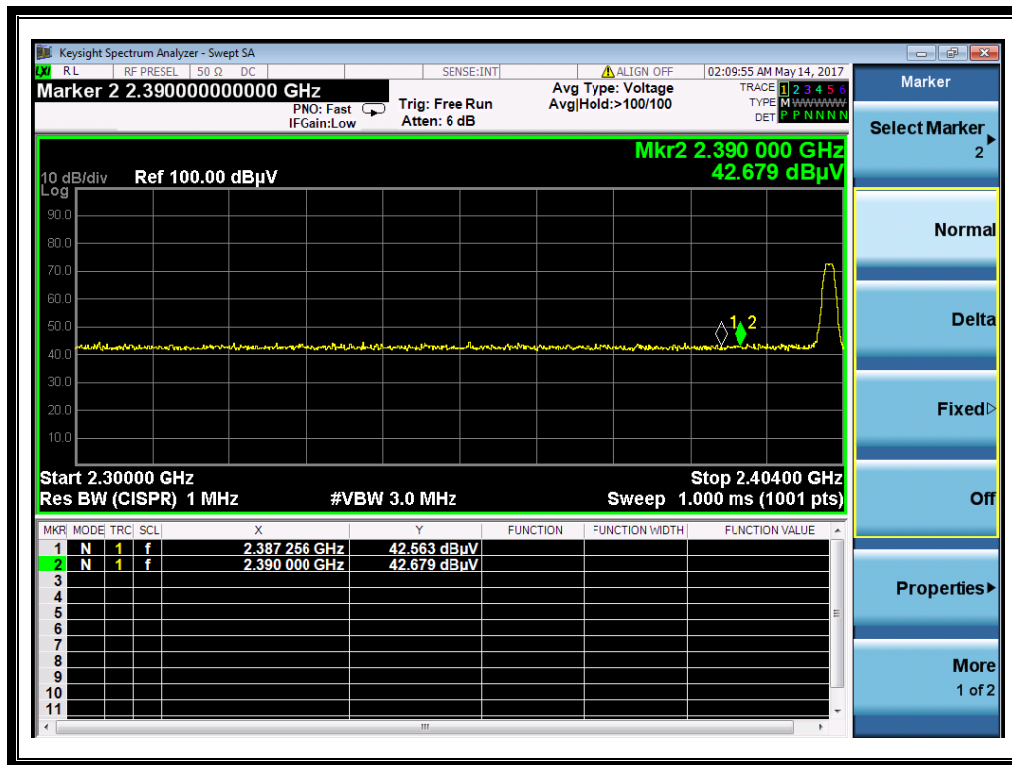 Keysight Spectrum Analyzer - Swept SA
LXI RL RF PRESEL 50 Ω DC SENSE:INT ALIGN OFF 02:09:55 AM May 14, 2017
Marker 2 2.390000000000 GHz
PNO: Fast
IFGain:Low
Trig: Free Run
Atten: 6 dB
Avg Type: Voltage
Avg|Hold:>100/100
TRACE 1 2 3 4 5 6
TYPE M WWWWW
DET P P N N N N
Mkr2 2.390 000 GHz
42.679 dBµV
10 dB/div Ref 100.00 dBµV
Log
90.0
80.0
70.0
60.0
50.0
40.0
30.0
20.0
10.0
1 2
Start 2.30000 GHz Stop 2.40400 GHz
Res BW (CISPR) 1 MHz #VBW 3.0 MHz Sweep 1.000 ms (1001 pts)
MKR MODE TRC SCL X Y FUNCTION FUNCTION WIDTH FUNCTION VALUE
1 N 1 f 2.387 256 GHz 42.563 dBµV
2 N 1 f 2.390 000 GHz 42.679 dBµV
3
4
5
6
7
8
9
10
11
Marker
Select Marker
2
Normal
Delta
Fixed
Off
Properties
More
1 of 2